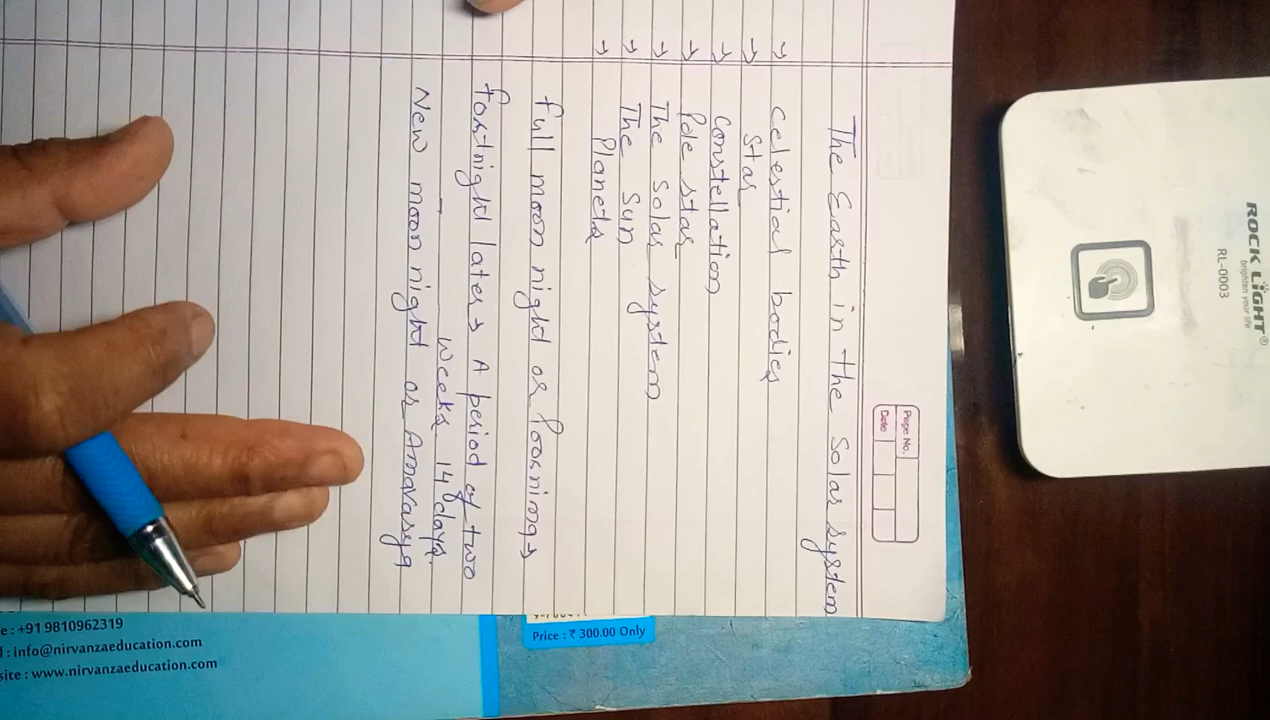 Page No.
Date
The Earth in the Solar system
→ Celestial bodies
→ Star
→ Constellation
→ Pole star
→ The Solar system
→ The Sun
→ Planets
Full moon night or Poornima→
Fortnight later → A period of two
weeks 14 days.
New moon night or Amavasya
ROCK LIGHT®
brighten your life
RL-0003
Price : ₹ 300.00 Only
e : +91 9810962319
l : info@nirvanzaeducation.com
site : www.nirvanzaeducation.com